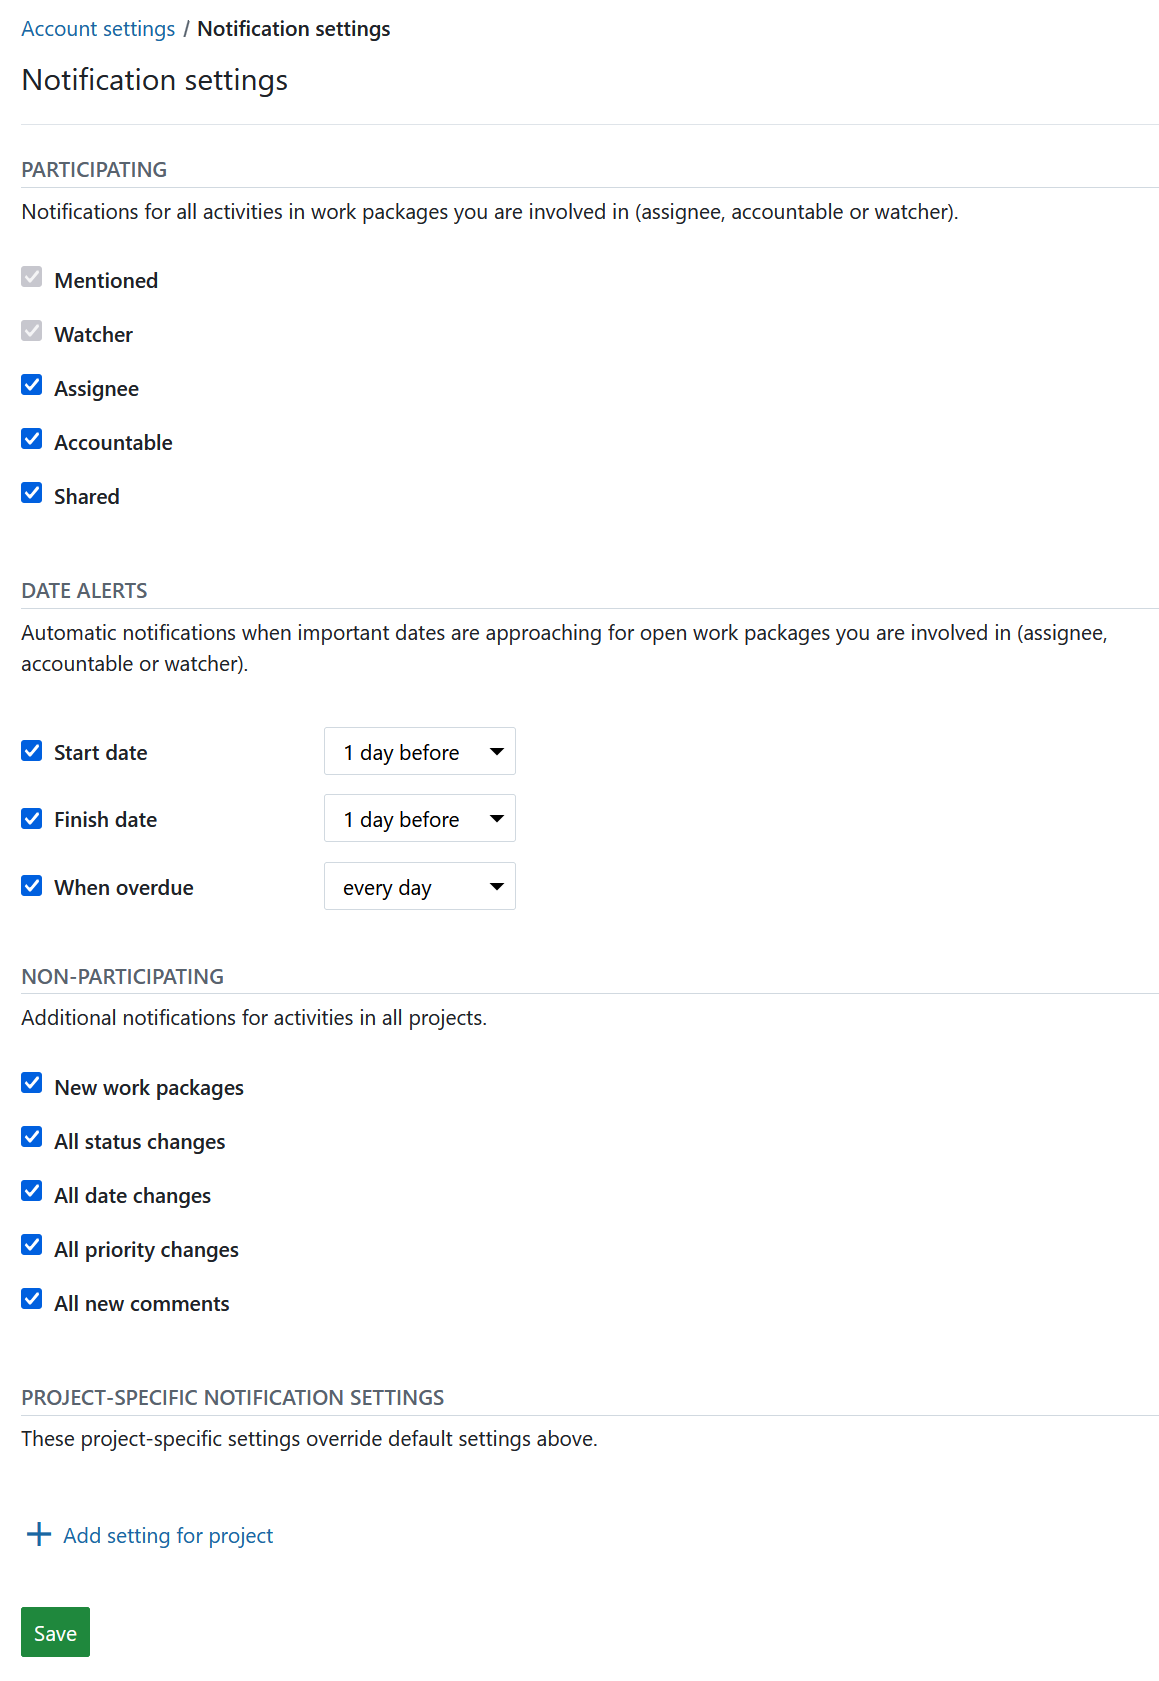 Account settings / Notification settings
Notification settings
PARTICIPATING
Notifications for all activities in work packages you are involved in (assignee, accountable or watcher).
Mentioned
Watcher
Assignee
Accountable
Shared
DATE ALERTS
Automatic notifications when important dates are approaching for open work packages you are involved in (assignee,
accountable or watcher).
Start date 1 day before
Finish date 1 day before
When overdue every day
NON-PARTICIPATING
Additional notifications for activities in all projects.
New work packages
All status changes
All date changes
All priority changes
All new comments
PROJECT-SPECIFIC NOTIFICATION SETTINGS
These project-specific settings override default settings above.
Add setting for project
Save